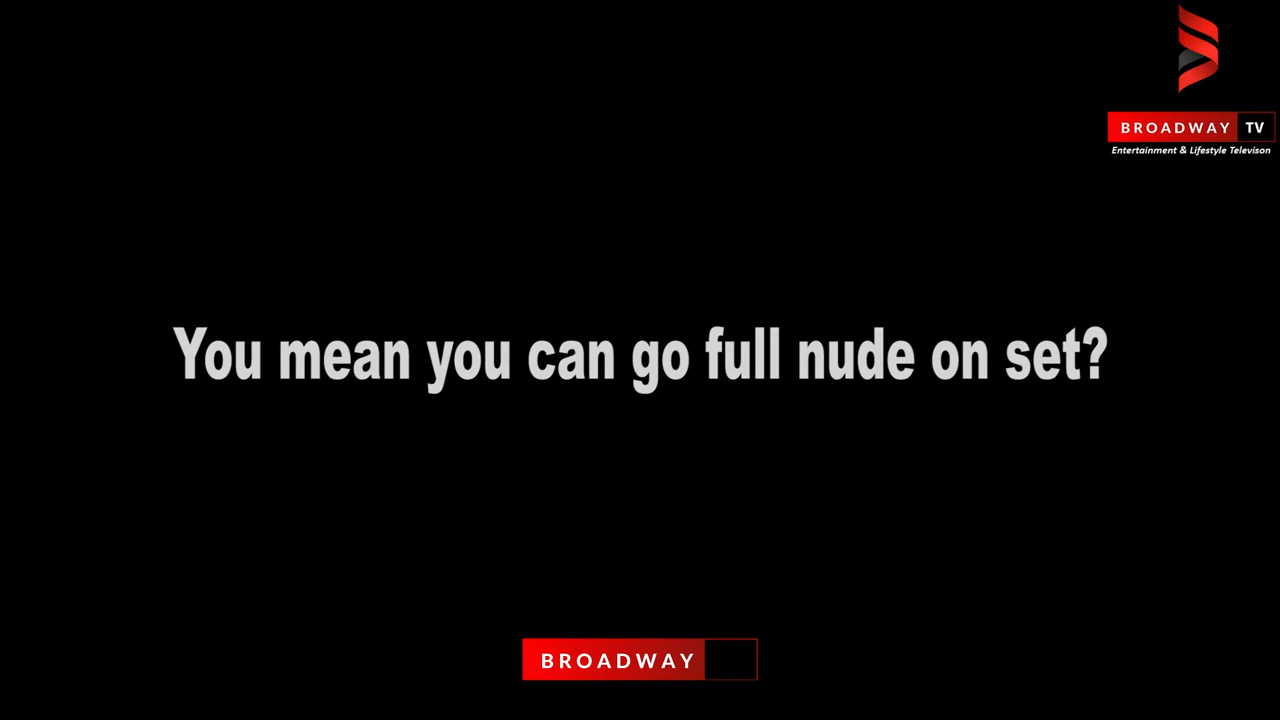 BROADWAY TV
Entertainment & Lifestyle Televison
You mean you can go full nude on set?
BROADWAY